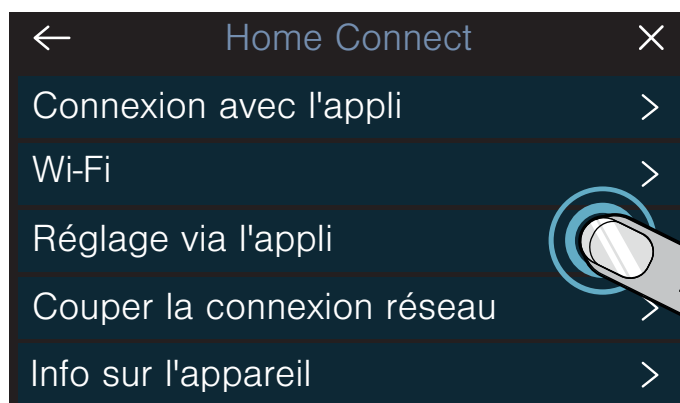 Home Connect
Connexion avec l'appli
Wi-Fi
Réglage via l'appli
Couper la connexion réseau
Info sur l'appareil